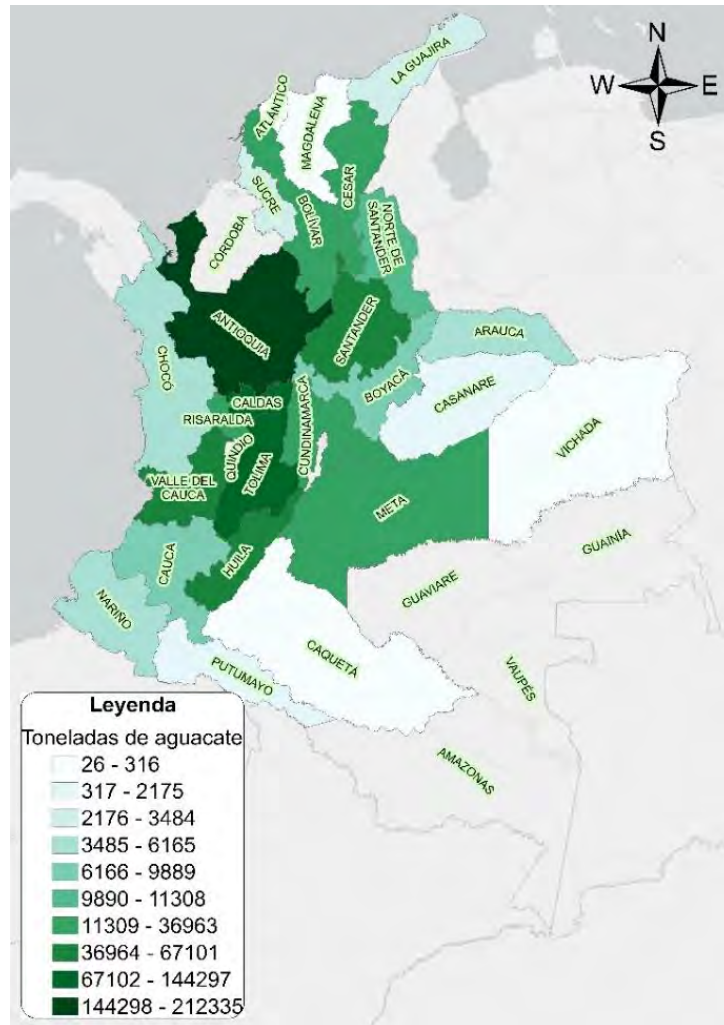 N
W E
S
LA GUAJIRA
ATLÁNTICO
MAGDALENA
CESAR
SUCRE
BOLÍVAR
NORTE DE
SANTANDER
CÓRDOBA
ANTIOQUIA
SANTANDER
ARAUCA
CHOCÓ
BOYACÁ
CASANARE
CALDAS
RISARALDA
CUNDINAMARCA
QUINDIO
VICHADA
VALLE DEL
CAUCA
TOLIMA
META
GUAINÍA
CAUCA
HUILA
GUAVIARE
NARIÑO
CAQUETÁ
VAUPÉS
PUTUMAYO
AMAZONAS
Leyenda
Toneladas de aguacate
26 - 316
317 - 2175
2176 - 3484
3485 - 6165
6166 - 9889
9890 - 11308
11309 - 36963
36964 - 67101
67102 - 144297
144298 - 212335